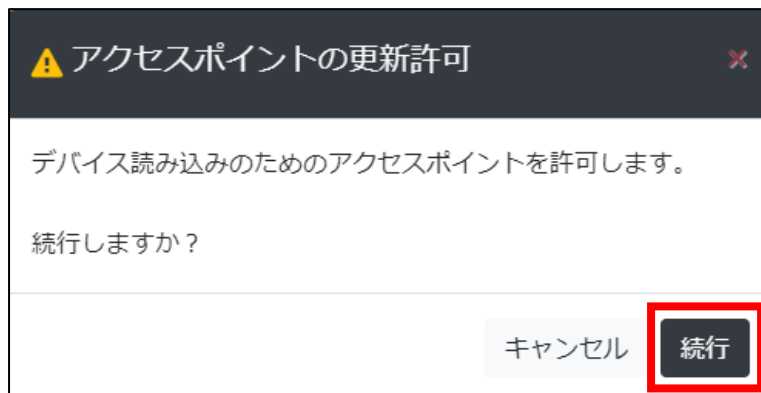 アクセスポイントの更新許可
デバイス読み込みのためのアクセスポイントを許可します。
続行しますか？
キャンセル 続行